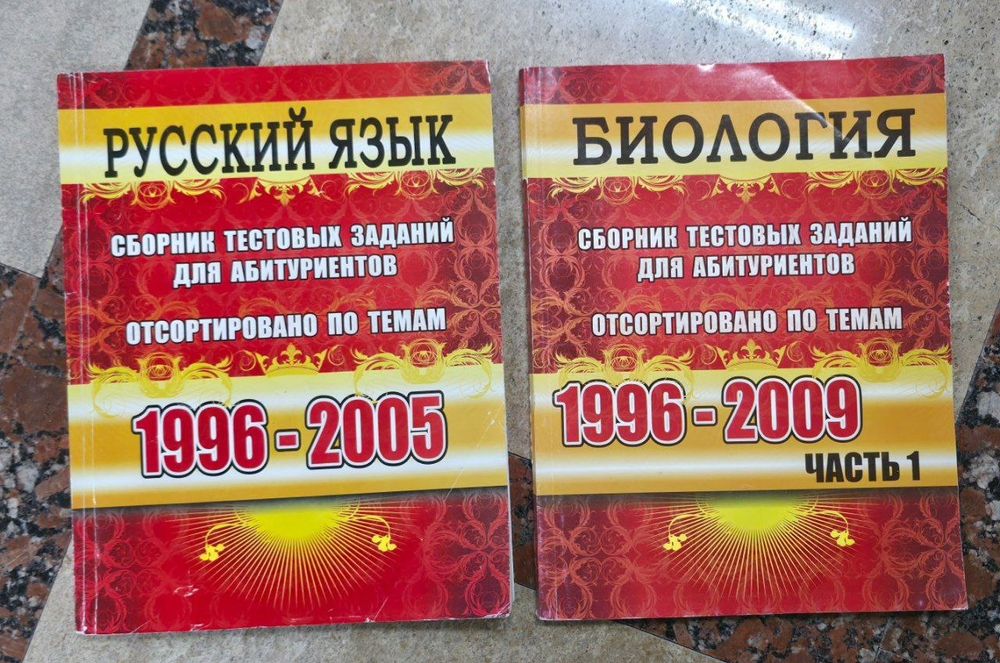 РУССКИЙ ЯЗЫК
СБОРНИК ТЕСТОВЫХ ЗАДАНИЙ
ДЛЯ АБИТУРИЕНТОВ
ОТСОРТИРОВАНО ПО ТЕМАМ
1996 - 2005
БИОЛОГИЯ
СБОРНИК ТЕСТОВЫХ ЗАДАНИЙ
ДЛЯ АБИТУРИЕНТОВ
ОТСОРТИРОВАНО ПО ТЕМАМ
1996 - 2009
ЧАСТЬ 1